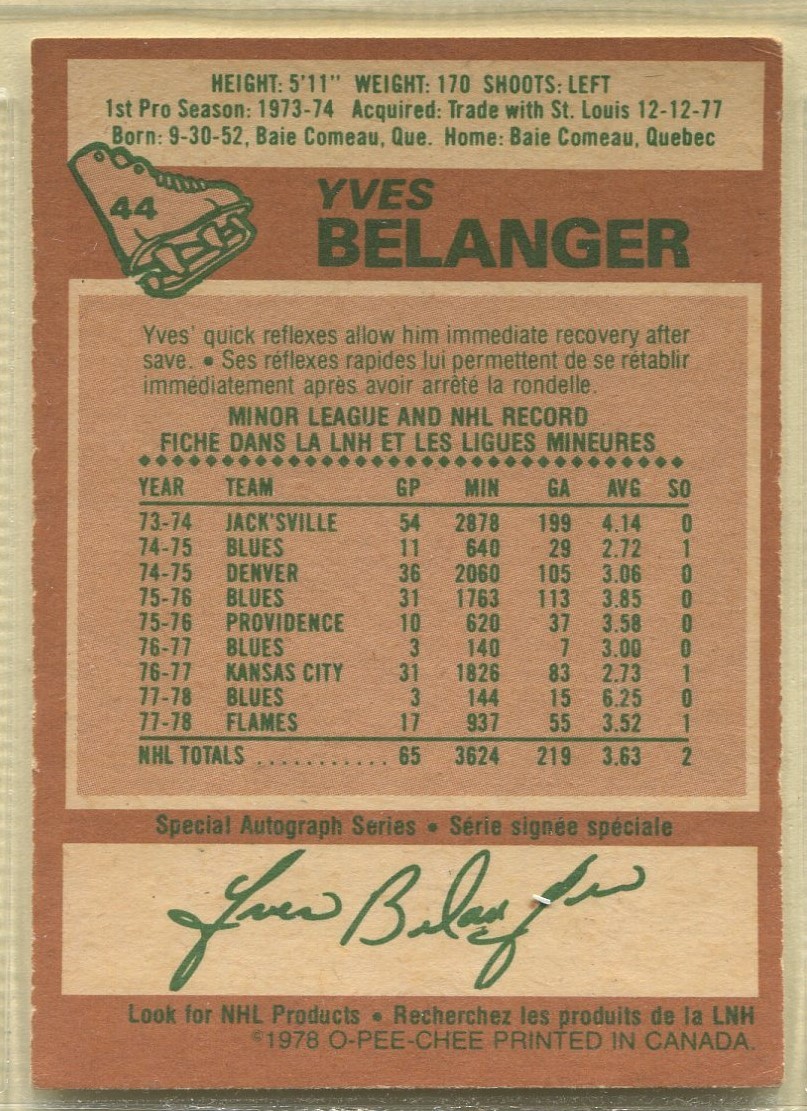 HEIGHT: 5'11" WEIGHT: 170 SHOOTS: LEFT
1st Pro Season: 1973-74 Acquired: Trade with St. Louis 12-12-77
Born: 9-30-52, Baie Comeau, Que. Home: Baie Comeau, Quebec
44
YVES
BELANGER
Yves' quick reflexes allow him immediate recovery after
save. • Ses réflexes rapides lui permettent de se rétablir
immédiatement après avoir arrêté la rondelle.
MINOR LEAGUE AND NHL RECORD
FICHE DANS LA LNH ET LES LIGUES MINEURES
YEAR TEAM GP MIN GA AVG SO
73-74 JACK'SVILLE 54 2878 199 4.14 0
74-75 BLUES 11 640 29 2.72 1
74-75 DENVER 36 2060 105 3.06 0
75-76 BLUES 31 1763 113 3.85 0
75-76 PROVIDENCE 10 620 37 3.58 0
76-77 BLUES 3 140 7 3.00 0
76-77 KANSAS CITY 31 1826 83 2.73 1
77-78 BLUES 3 144 15 6.25 0
77-78 FLAMES 17 937 55 3.52 1
NHL TOTALS ........... 65 3624 219 3.63 2
Special Autograph Series • Série signée spéciale
Yves Belanger
Look for NHL Products • Recherchez les produits de la LNH
©1978 O-PEE-CHEE PRINTED IN CANADA.